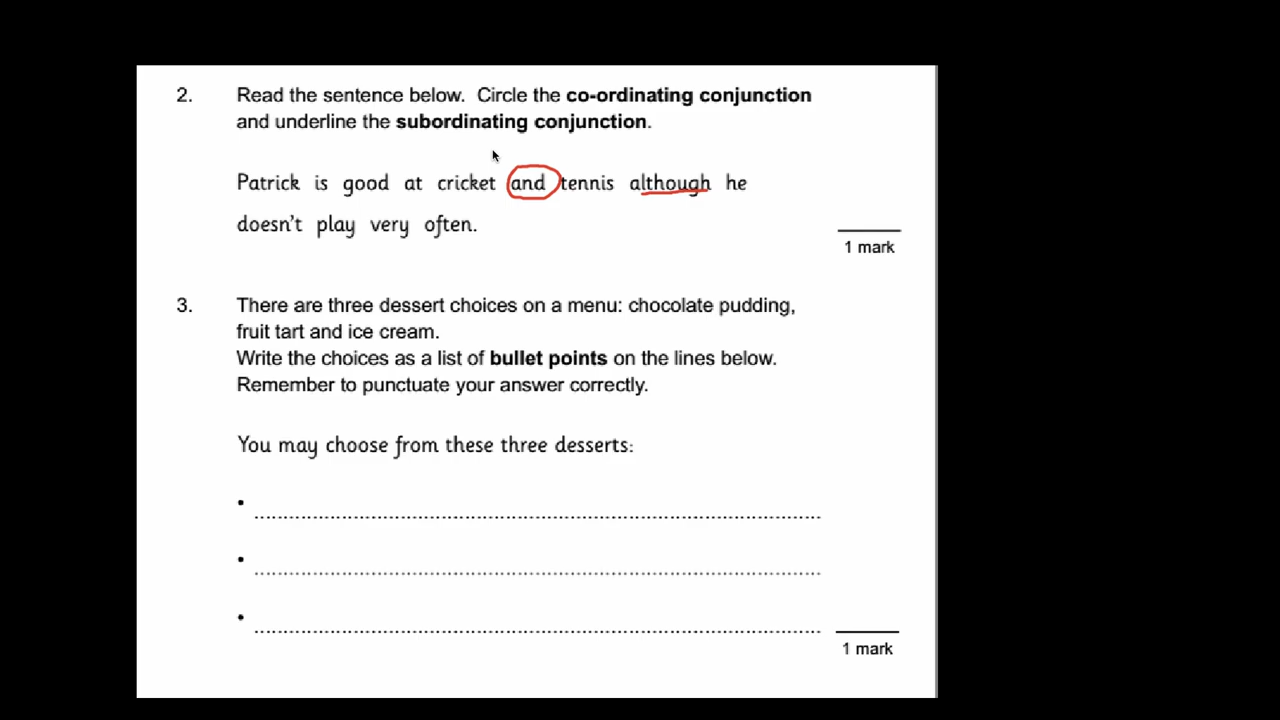 2. Read the sentence below. Circle the co-ordinating conjunction
and underline the subordinating conjunction.
Patrick is good at cricket and tennis although he
doesn't play very often.
1 mark
3. There are three dessert choices on a menu: chocolate pudding,
fruit tart and ice cream.
Write the choices as a list of bullet points on the lines below.
Remember to punctuate your answer correctly.
You may choose from these three desserts:
•
•
•
1 mark